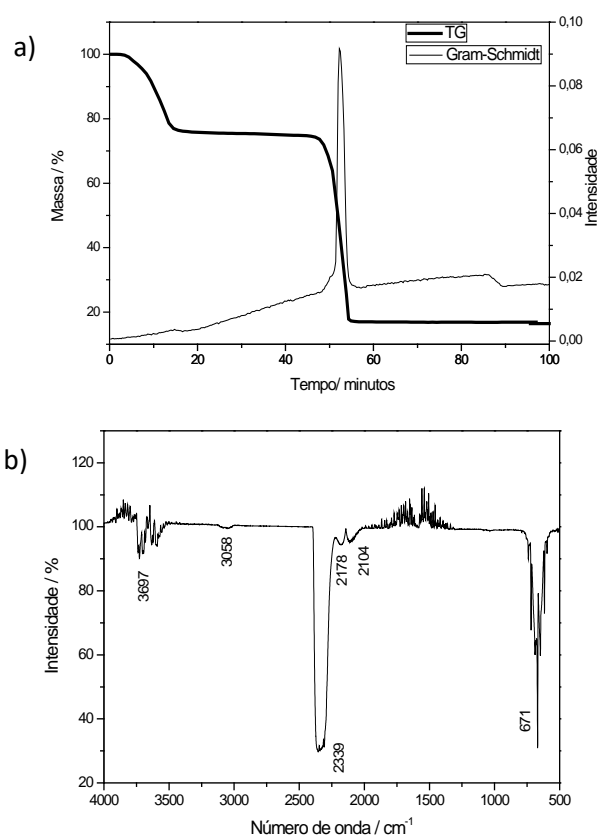 a)
TG
Gram-Schmidt
Massa / %
100
80
60
40
20
0,10
0,08
0,06
0,04
0,02
0,00
Intensidade
0 20 40 60 80 100
Tempo/ minutos
b)
Intensidade / %
120
100
80
60
40
20
3697
3058
2339
2178
2104
671
4000 3500 3000 2500 2000 1500 1000 500
Número de onda / cm⁻¹